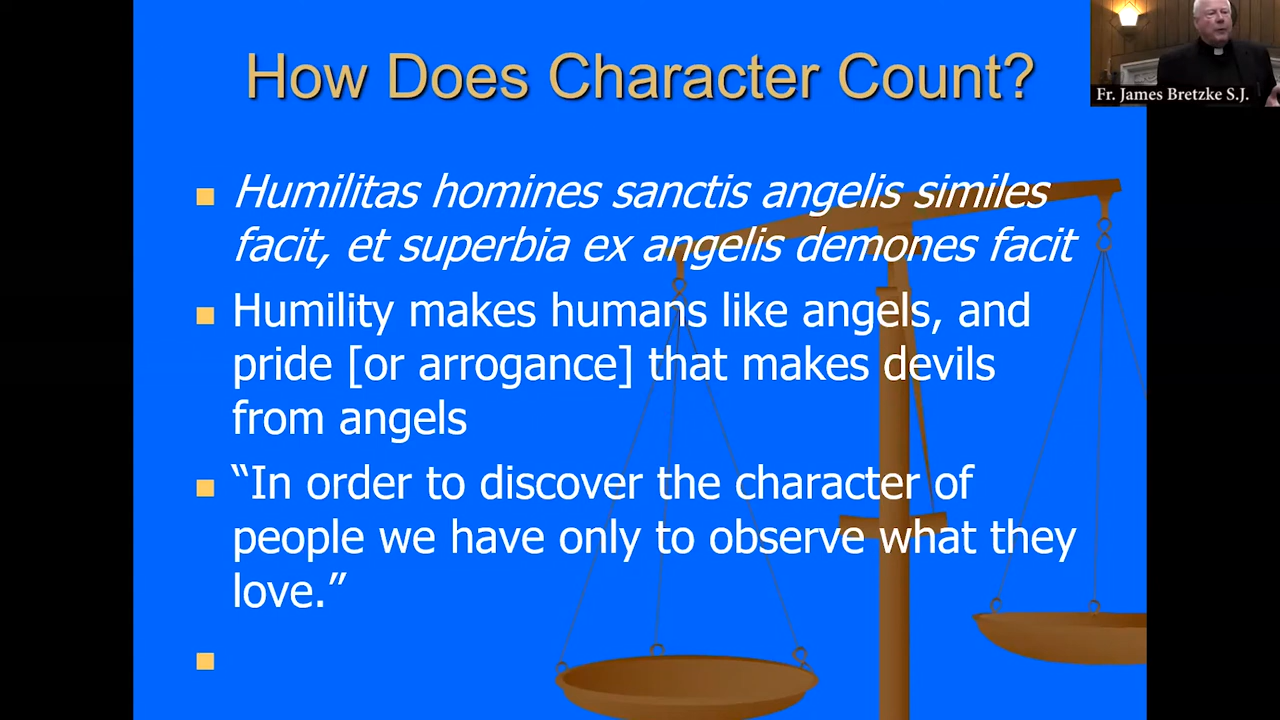 How Does Character Count?
Fr. James Bretzke S.J.
Humilitas homines sanctis angelis similes
facit, et superbia ex angelis demones facit
Humility makes humans like angels, and
pride [or arrogance] that makes devils
from angels
“In order to discover the character of
people we have only to observe what they
love.”